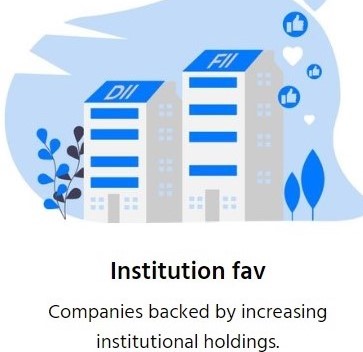 DII
FII
Institution fav
Companies backed by increasing
institutional holdings.